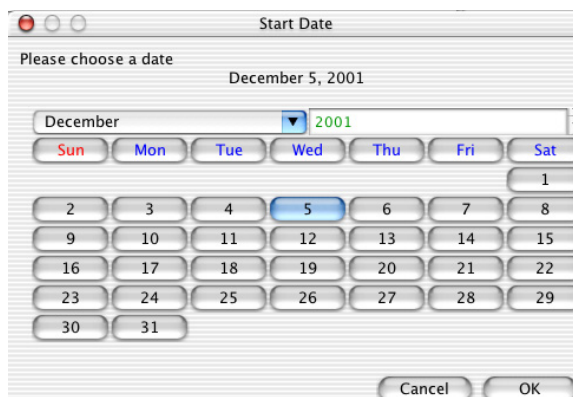 Start Date
Please choose a date
December 5, 2001
December 2001
Sun Mon Tue Wed Thu Fri Sat
1
2 3 4 5 6 7 8
9 10 11 12 13 14 15
16 17 18 19 20 21 22
23 24 25 26 27 28 29
30 31
Cancel OK